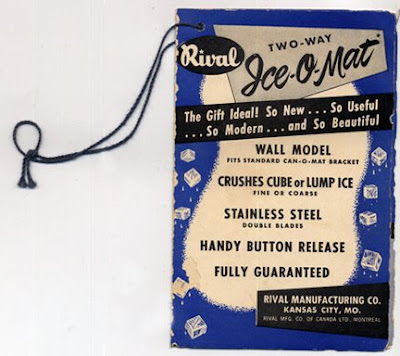 Rival
TWO-WAY
Ice-O-Mat
The Gift Ideal! So New . . . So Useful
. . . So Modern . . . and So Beautiful
WALL MODEL
FITS STANDARD CAN-O-MAT BRACKET
CRUSHES CUBE or LUMP ICE
FINE OR COARSE
STAINLESS STEEL
DOUBLE BLADES
HANDY BUTTON RELEASE
FULLY GUARANTEED
RIVAL MANUFACTURING CO.
KANSAS CITY, MO.
RIVAL MFG. CO. OF CANADA LTD., MONTREAL